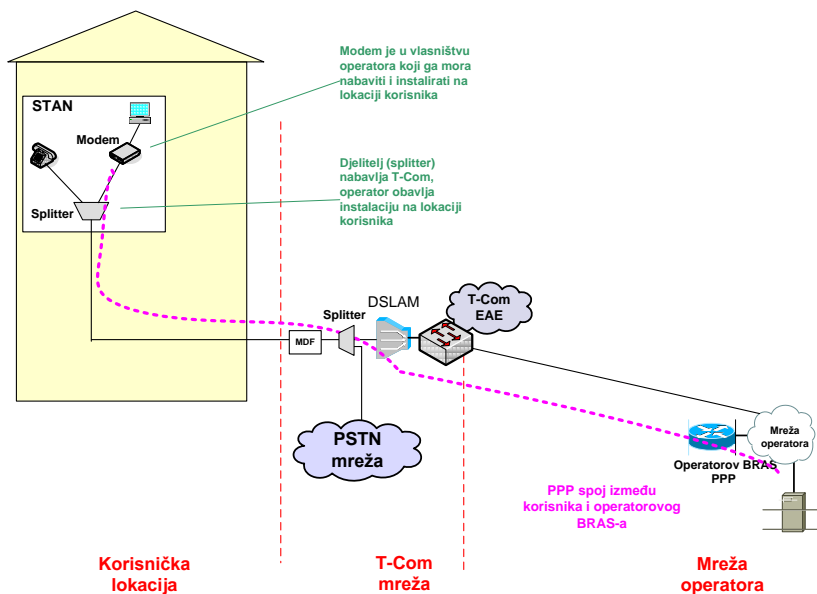 Modem je u vlasništvu
operatora koji ga mora
nabaviti i instalirati na
lokaciji korisnika
STAN
Modem
Djelitelj (splitter)
nabavlja T-Com,
operator obavlja
instalaciju na lokaciji
korisnika
Splitter
T-Com
EAE
DSLAM
Splitter
MDF
PSTN
mreža
Mreža
operatora
Operatorov BRAS
PPP
PPP spoj između
korisnika i operatorovog
BRAS-a
Korisnička
lokacija
T-Com
mreža
Mreža
operatora